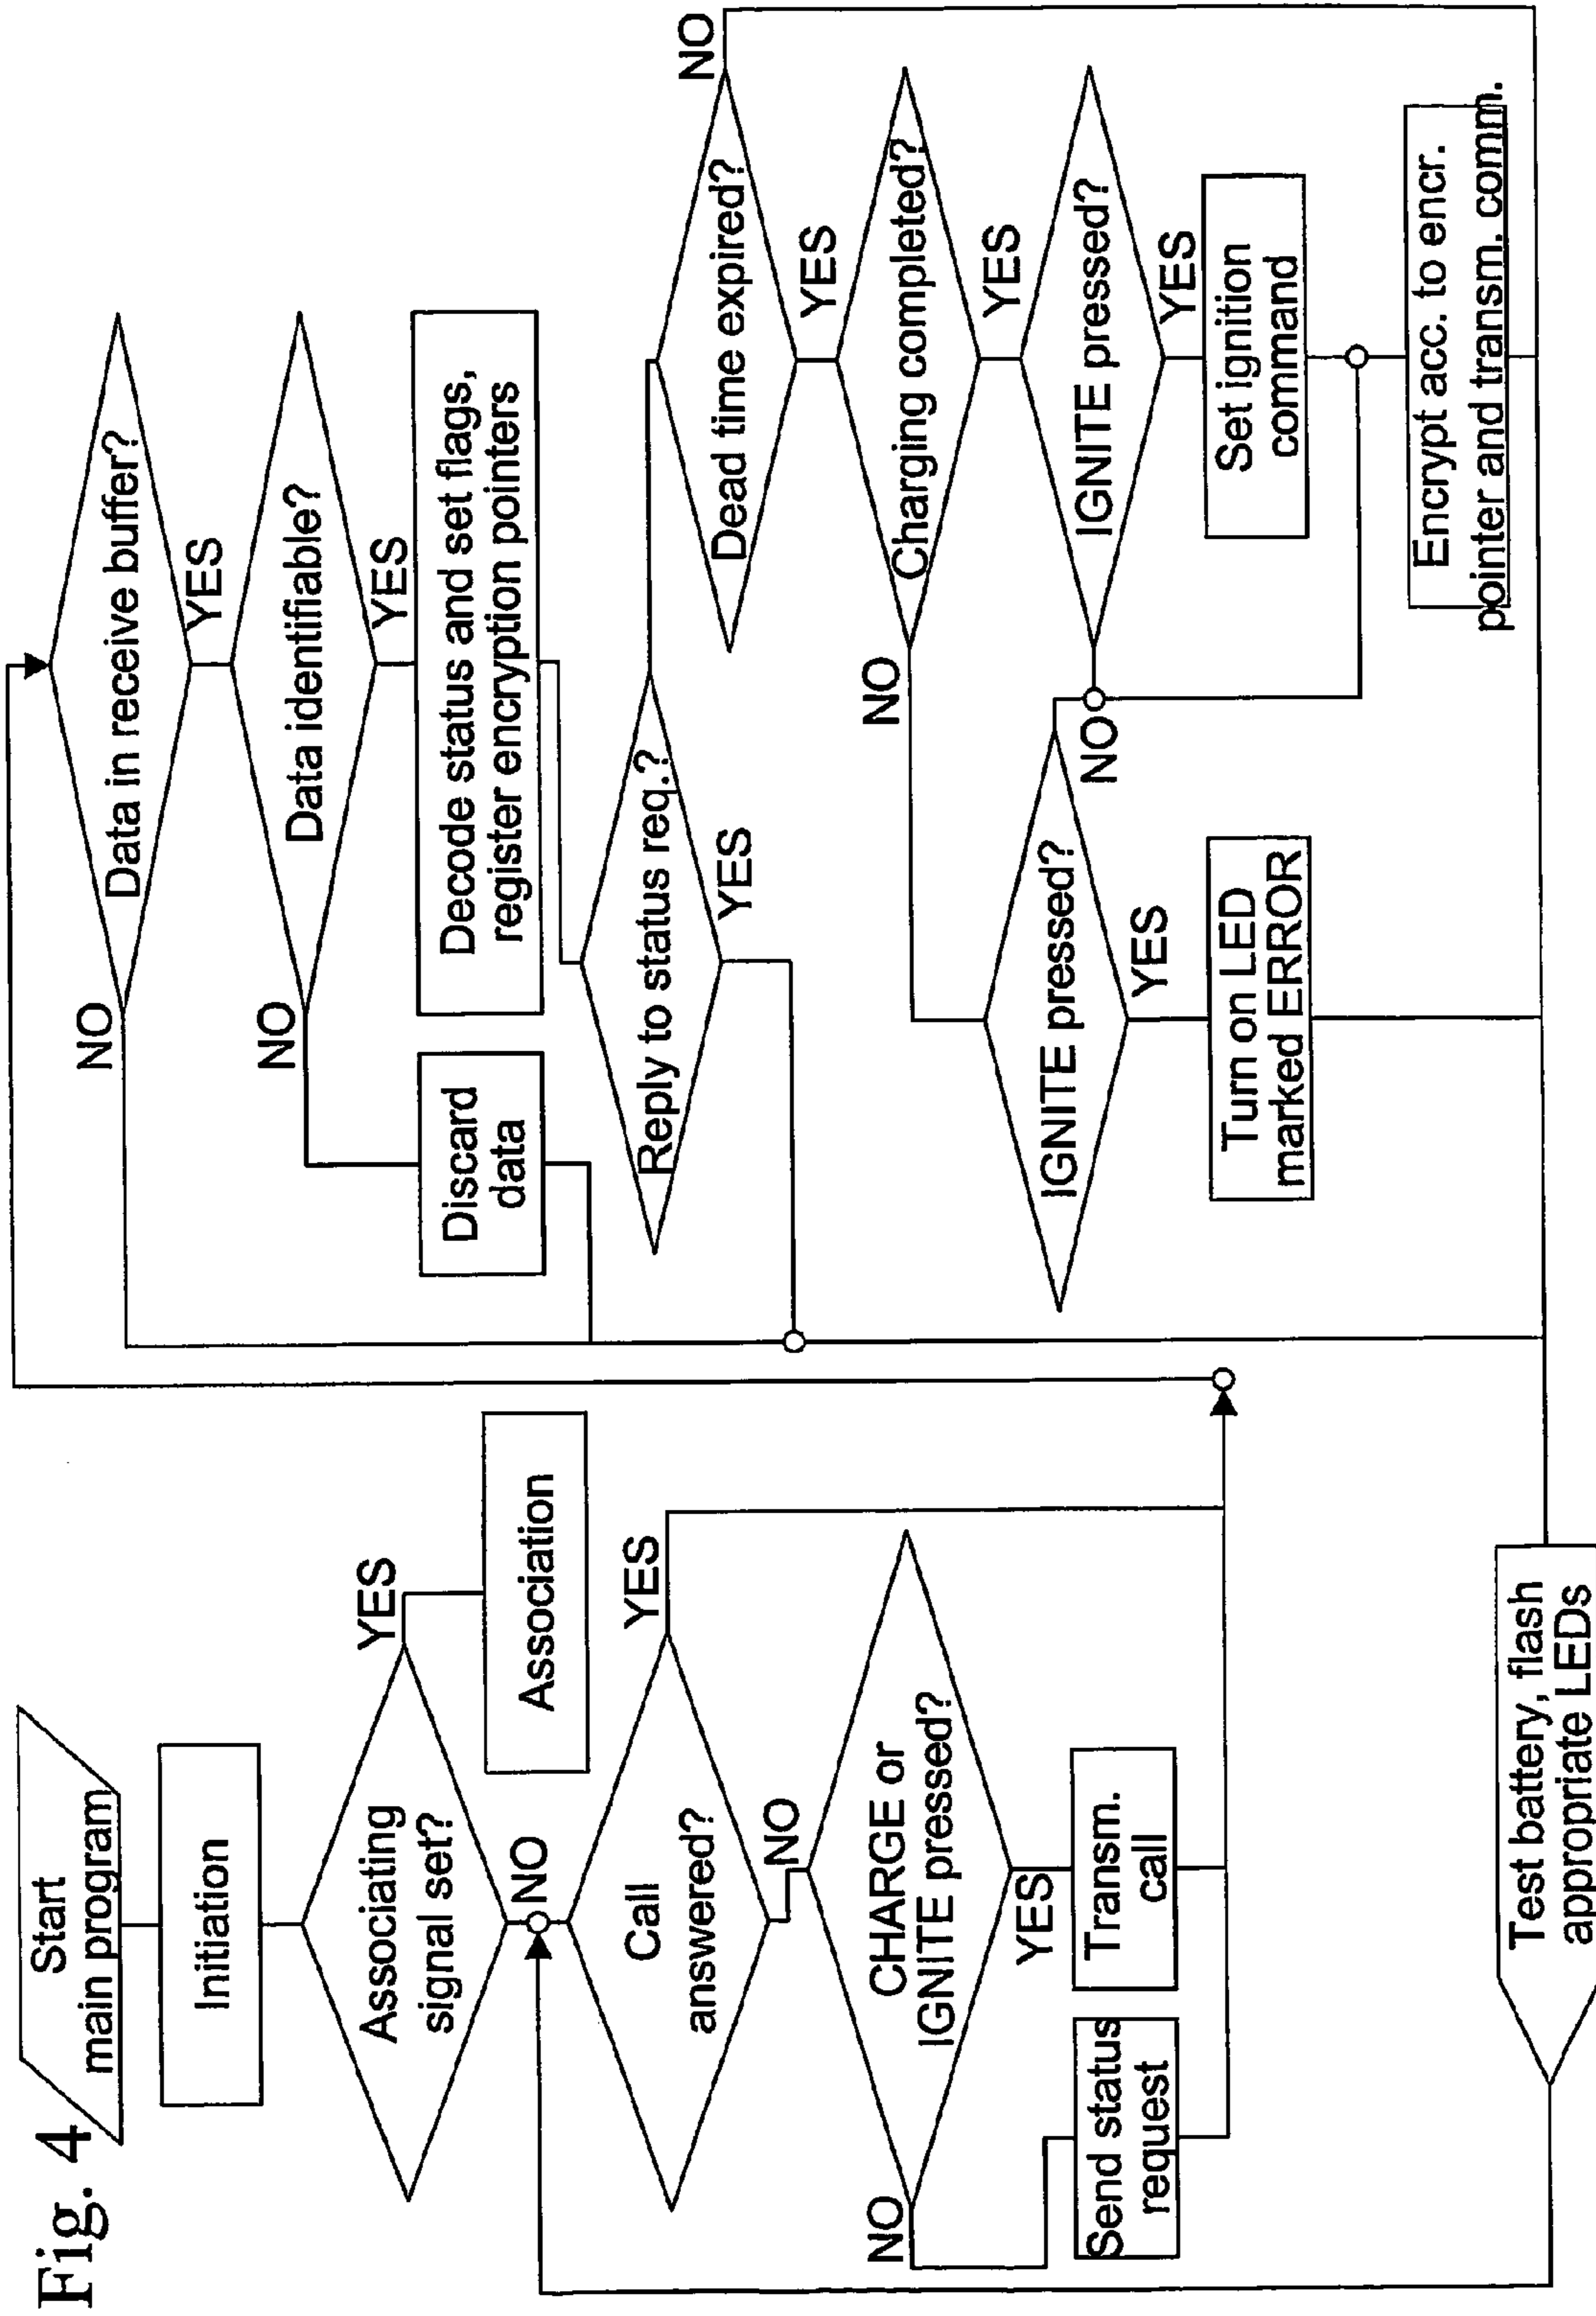 Fig. 4
Start
main program
Initiation
Associating
signal set?
YES
Association
NO
Call
answered?
YES
NO
CHARGE or
IGNITE pressed?
NO
YES
Send status
request
Transm.
call
Data in receive buffer?
NO
YES
Data identifiable?
NO
YES
Discard
data
Decode status and set flags,
register encryption pointers
Reply to status req.?
YES
Dead time expired?
NO
YES
Charging completed?
NO
YES
IGNITE pressed?
NO
YES
IGNITE pressed?
YES
Turn on LED
marked ERROR
Set ignition
command
Encrypt acc. to encr.
pointer and transm. comm.
Test battery, flash
appropriate LEDs